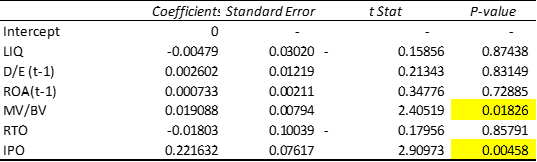 Coefficients Standard Error t Stat P-value
Intercept 0 - - -
LIQ -0.00479 0.03020 - 0.15856 0.87438
D/E (t-1) 0.002602 0.01219 0.21343 0.83149
ROA(t-1) 0.000733 0.00211 0.34776 0.72885
MV/BV 0.019088 0.00794 2.40519 0.01826
RTO -0.01803 0.10039 - 0.17956 0.85791
IPO 0.221632 0.07617 2.90973 0.00458